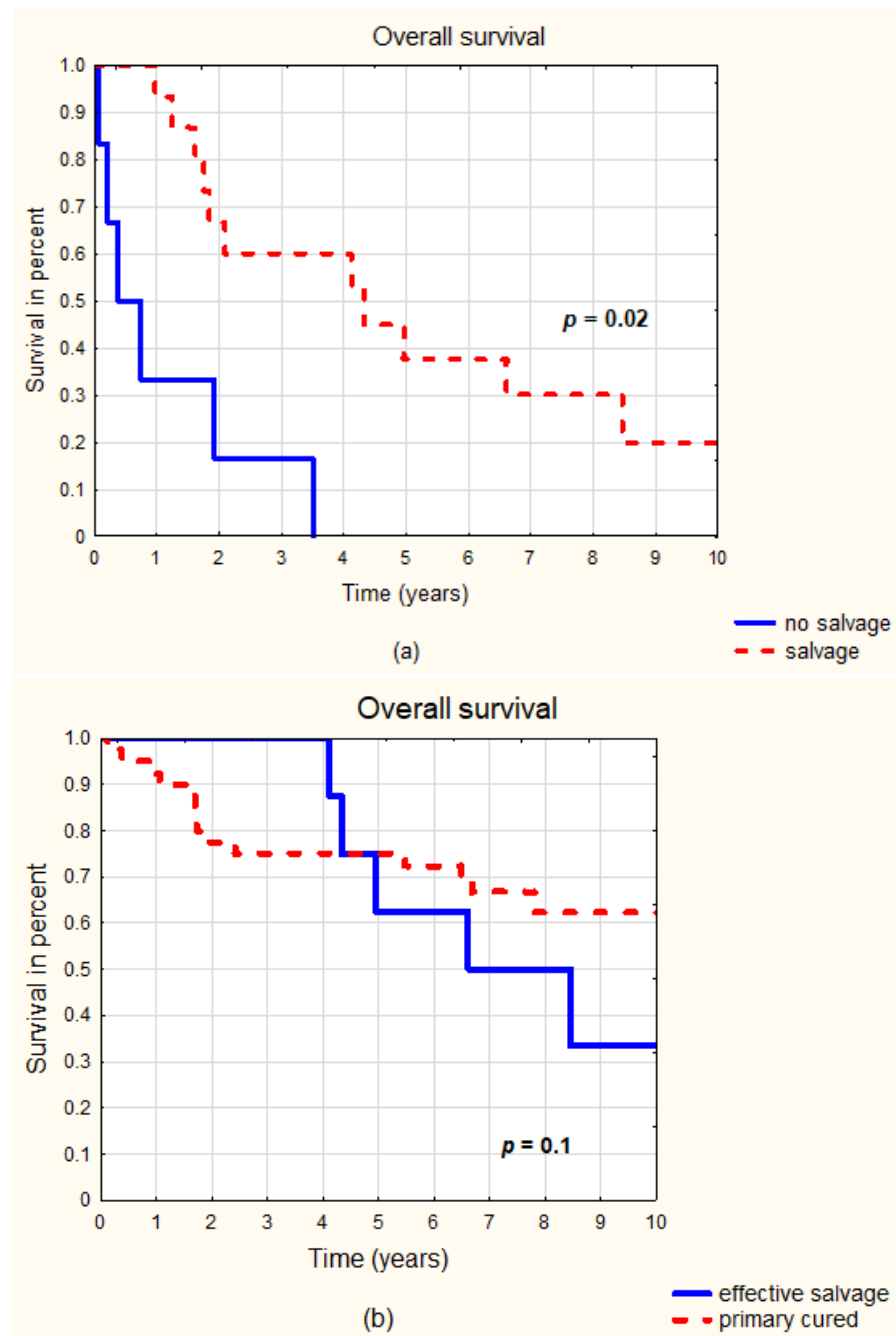 Overall survival
1.0
0.9
0.8
0.7
0.6
0.5
0.4
0.3
0.2
0.1
0
Survival in percent
p = 0.02
0 1 2 3 4 5 6 7 8 9 10
Time (years)
(a)
no salvage
salvage
Overall survival
1.0
0.9
0.8
0.7
0.6
0.5
0.4
0.3
0.2
0.1
0
Survival in percent
p = 0.1
0 1 2 3 4 5 6 7 8 9 10
Time (years)
(b)
effective salvage
primary cured